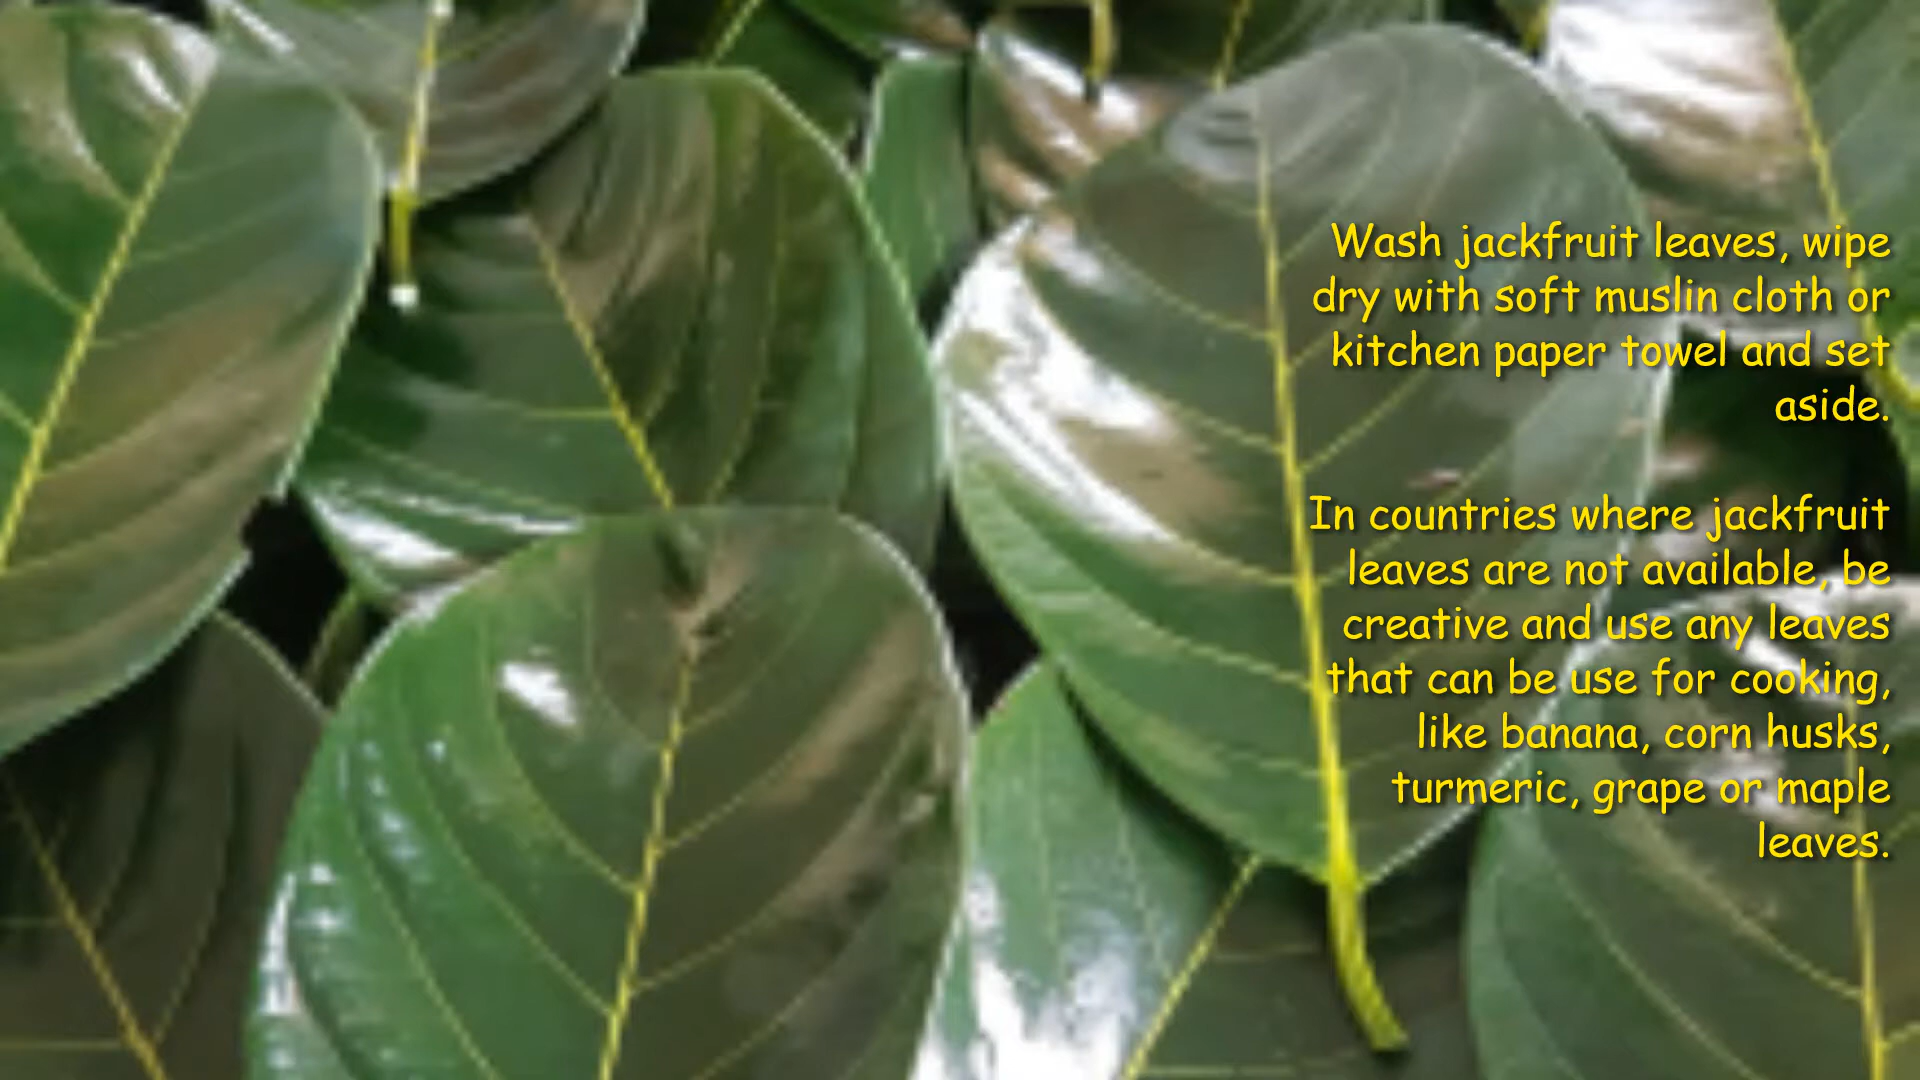 Wash jackfruit leaves, wipe
dry with soft muslin cloth or
kitchen paper towel and set
aside.
In countries where jackfruit
leaves are not available, be
creative and use any leaves
that can be use for cooking,
like banana, corn husks,
turmeric, grape or maple
leaves.